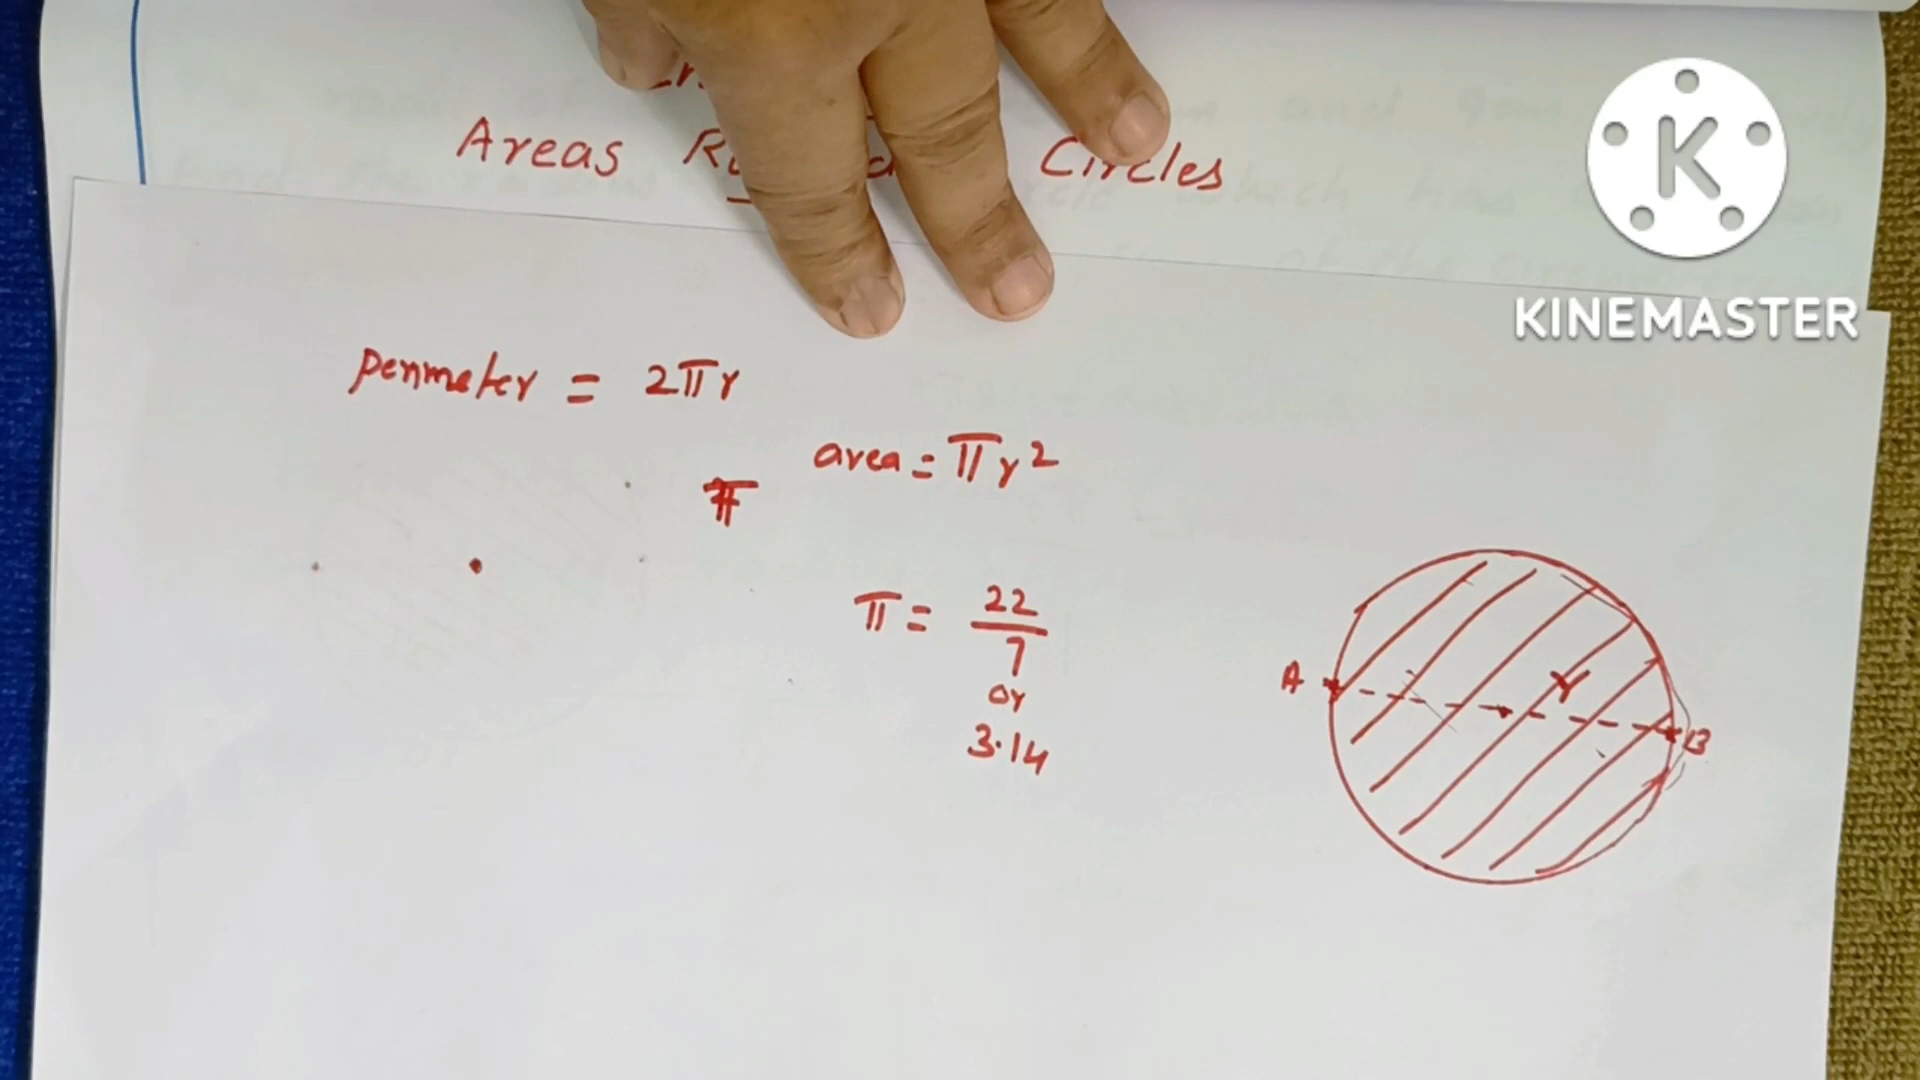 Areas Circles
KINEMASTER
perimeter = 2πr
area = πr2
π
π = 22
7
or
3.14
r
A
B